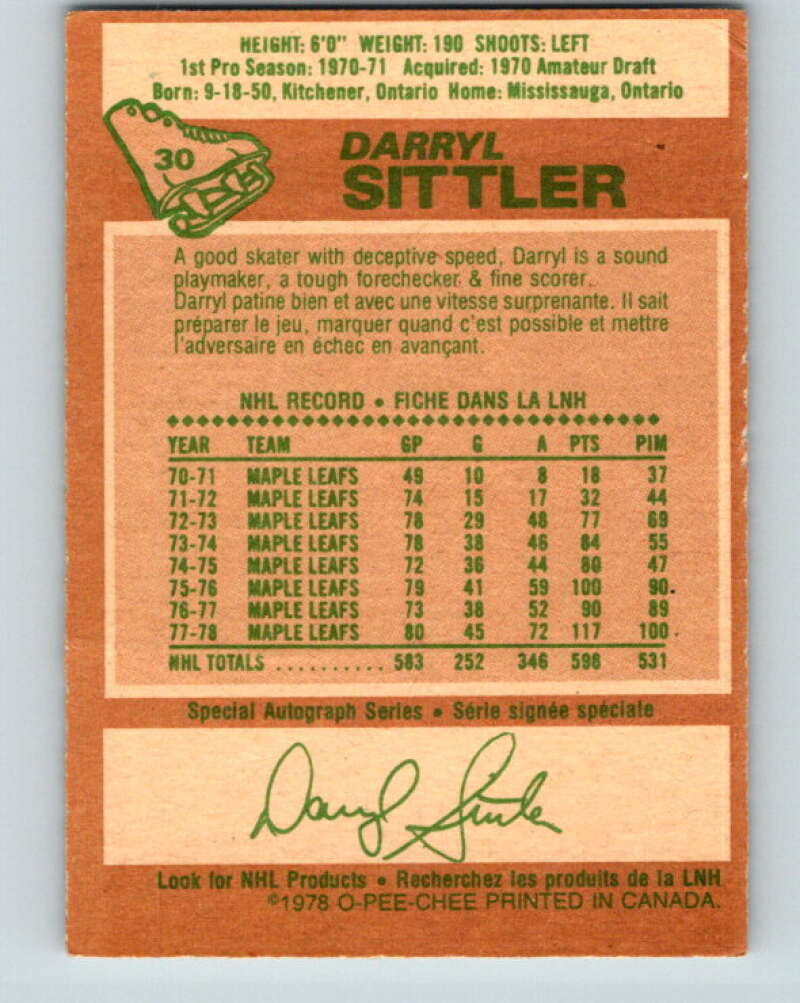 HEIGHT: 6'0" WEIGHT: 190 SHOOTS: LEFT
1st Pro Season: 1970-71 Acquired: 1970 Amateur Draft
Born: 9-18-50, Kitchener, Ontario Home: Mississauga, Ontario
30
DARRYL
SITTLER
A good skater with deceptive speed, Darryl is a sound
playmaker, a tough forechecker & fine scorer.
Darryl patine bien et avec une vitesse surprenante. Il sait
préparer le jeu, marquer quand c'est possible et mettre
l'adversaire en échec en avançant.
NHL RECORD • FICHE DANS LA LNH
YEAR TEAM GP G A PTS PIM
70-71 MAPLE LEAFS 49 10 8 18 37
71-72 MAPLE LEAFS 74 15 17 32 44
72-73 MAPLE LEAFS 78 29 48 77 69
73-74 MAPLE LEAFS 78 38 46 84 55
74-75 MAPLE LEAFS 72 36 44 80 47
75-76 MAPLE LEAFS 79 41 59 100 90
76-77 MAPLE LEAFS 73 38 52 90 89
77-78 MAPLE LEAFS 80 45 72 117 100
NHL TOTALS .......... 583 252 346 598 531
Special Autograph Series • Série signée spéciale
Darryl Sittler
Look for NHL Products • Recherchez les produits de la LNH
©1978 O-PEE-CHEE PRINTED IN CANADA.